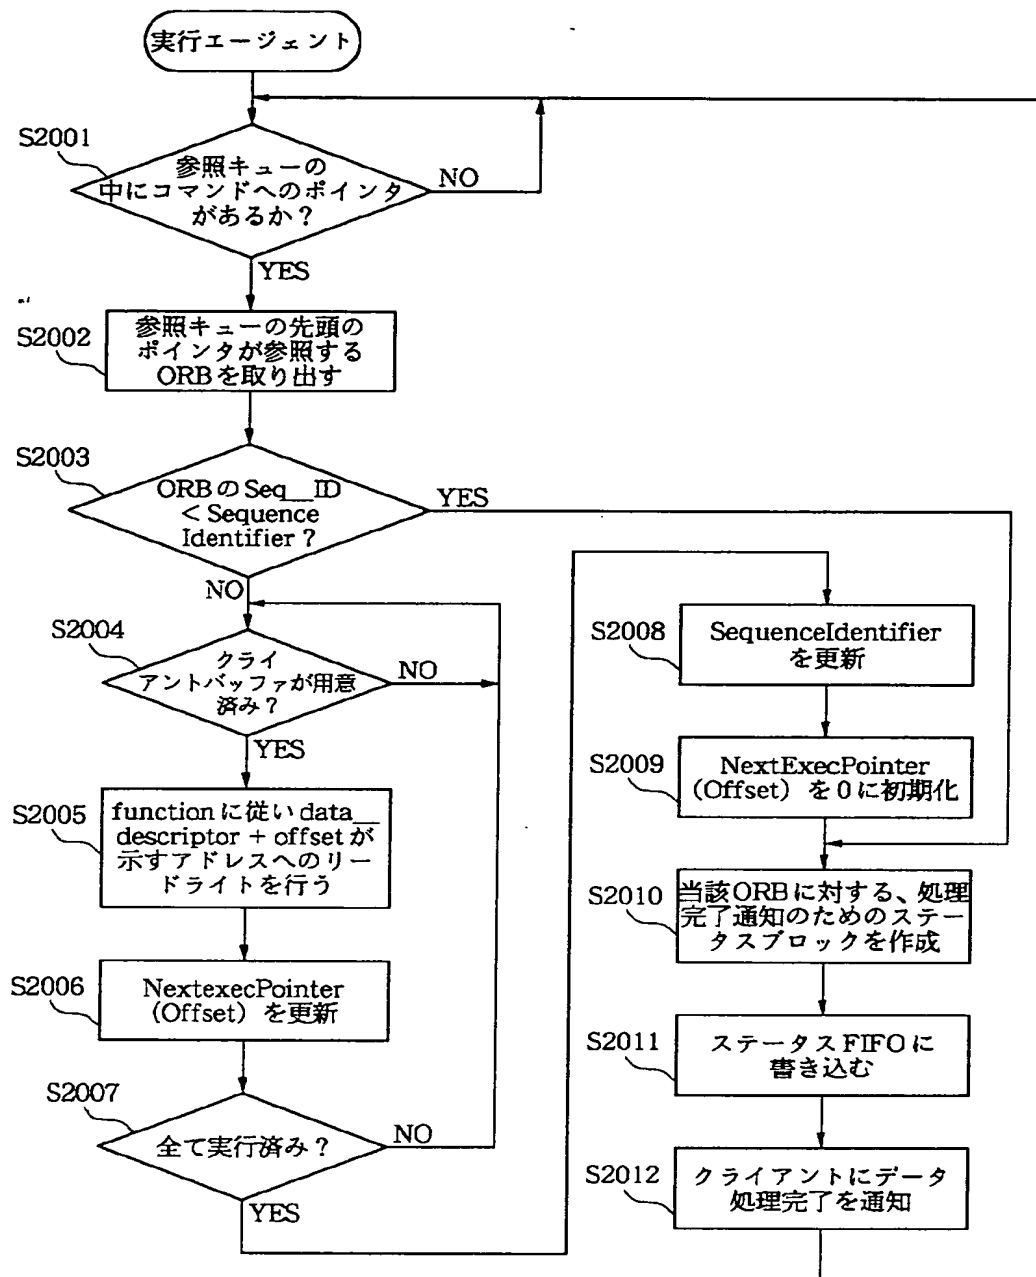 実行エージェント
S2001
参照キューの
中にコマンドへのポインタ
があるか？
NO
YES
S2002
参照キューの先頭の
ポインタが参照する
ORBを取り出す
S2003
ORBのSeq__ID
< Sequence
Identifier？
YES
NO
S2004
クライ
アントバッファが用意
済み？
NO
YES
S2005
functionに従いdata__
descriptor + offsetが
示すアドレスへのリー
ドライトを行う
S2006
NextexecPointer
(Offset) を更新
S2007
全て実行済み？
NO
YES
S2008
SequenceIdentifier
を更新
S2009
NextExecPointer
(Offset) を0に初期化
S2010
当該ORBに対する、処理
完了通知のためのステー
タスブロックを作成
S2011
ステータスFIFOに
書き込む
S2012
クライアントにデータ
処理完了を通知